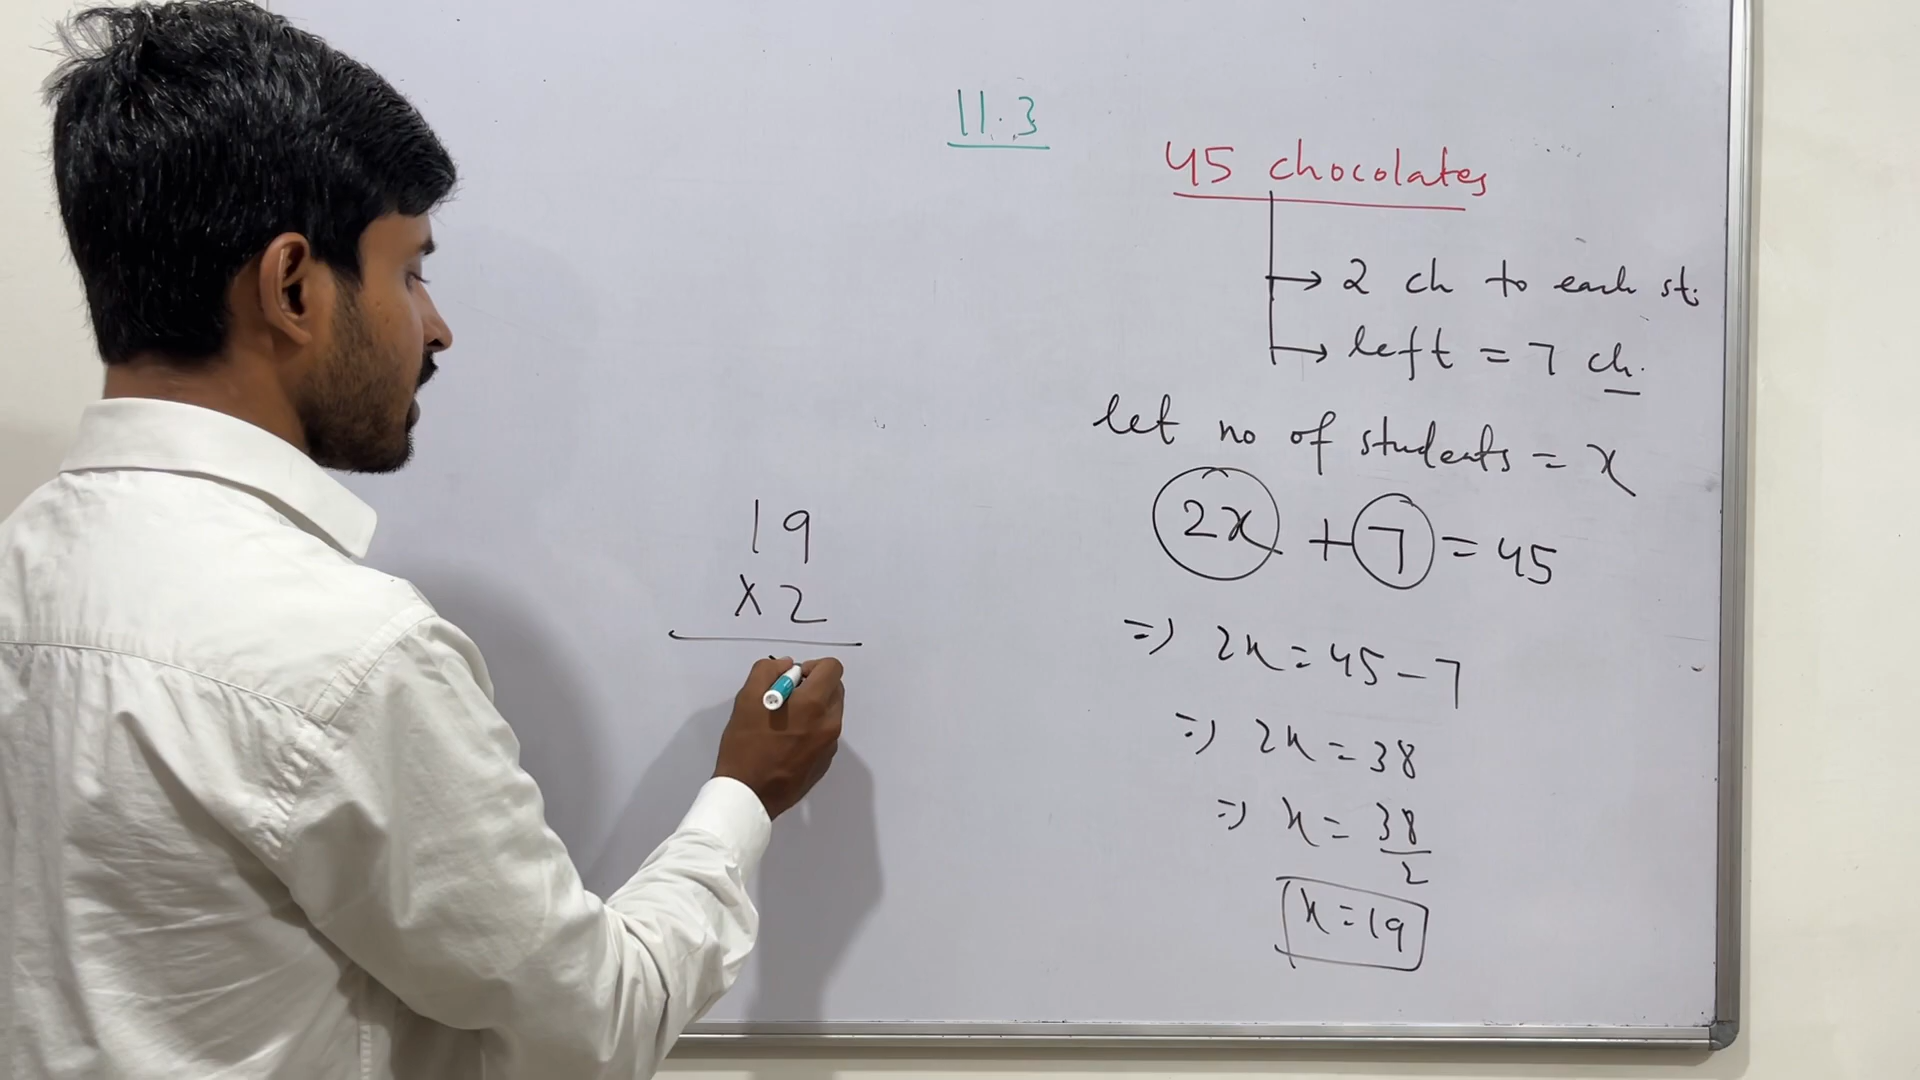 11.3
45 chocolates
→ 2 ch to each st.
→ left = 7 ch.
let no of students = x
2x + 7 = 45
=) 2x = 45 - 7
=) 2x = 38
=) x = 38/2
x = 19
19
x 2